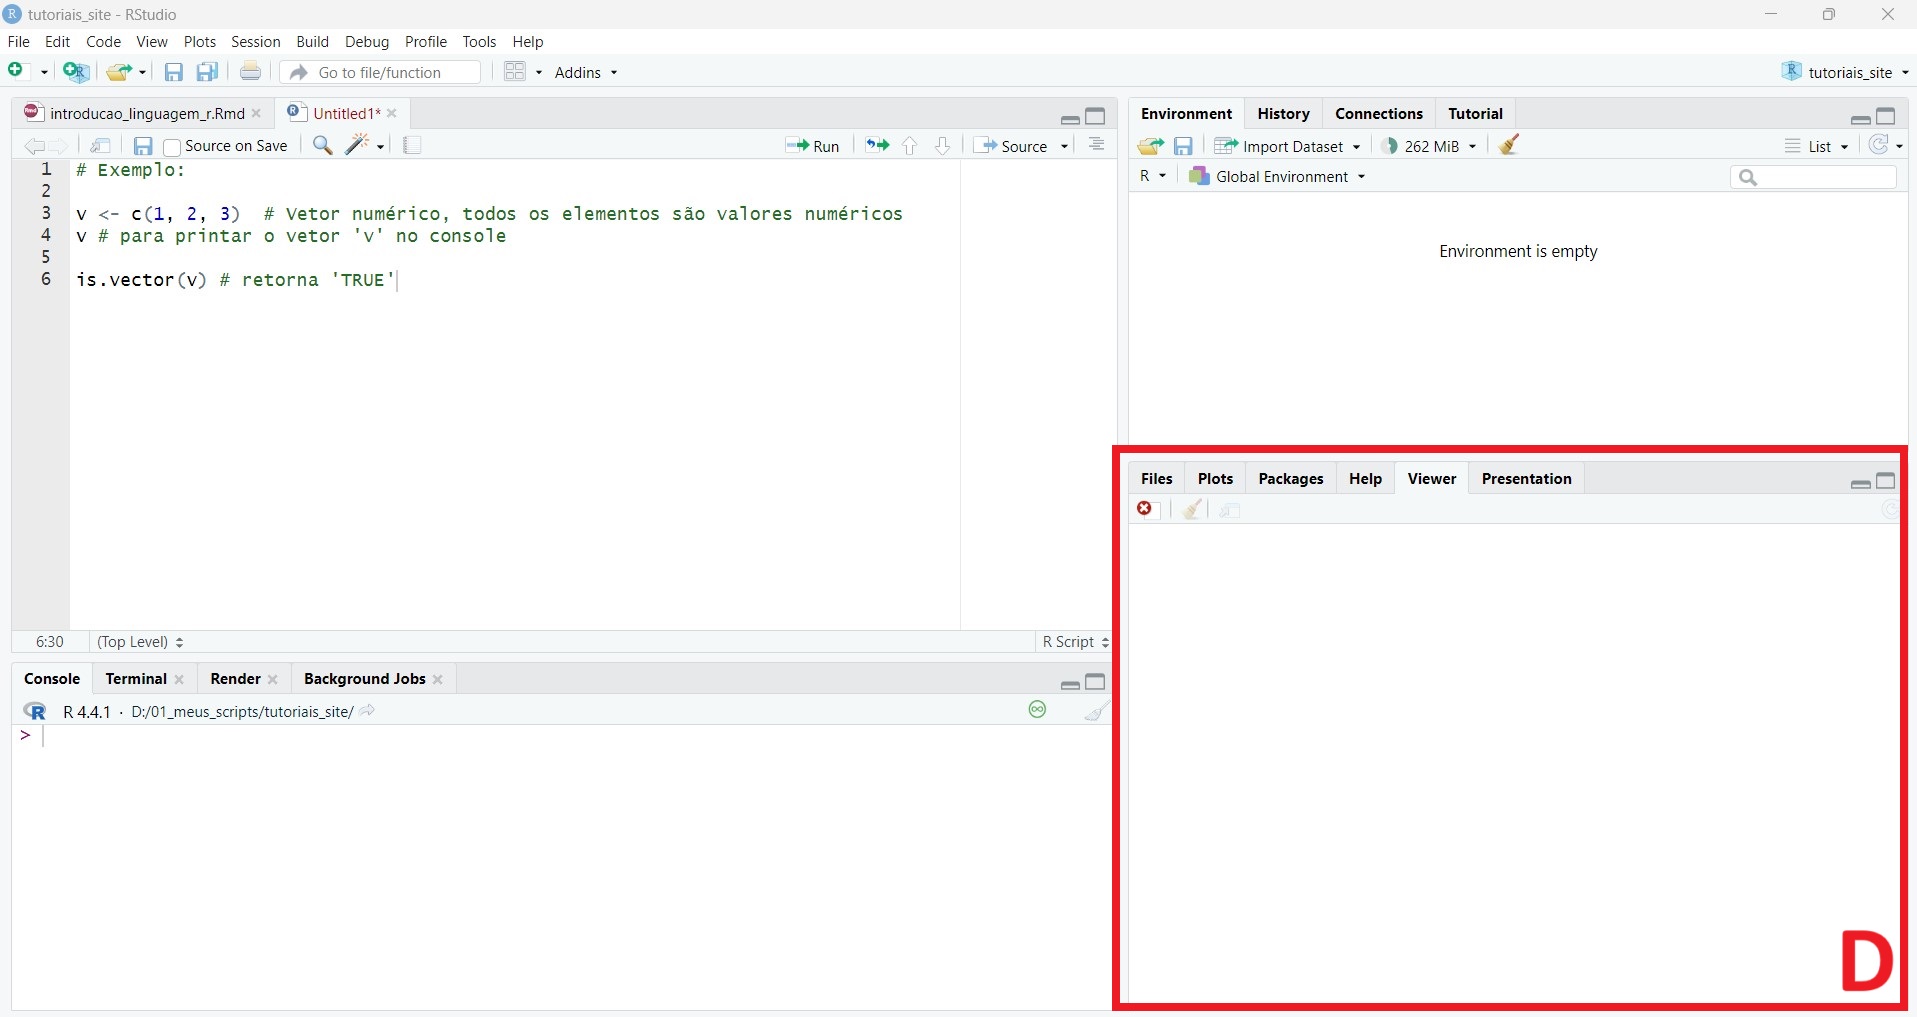 tutoriais_site - RStudio
File Edit Code View Plots Session Build Debug Profile Tools Help
Go to file/function Addins tutoriais_site
introducao_linguagem_r.Rmd Untitled1*
Source on Save Run Source
1 # Exemplo:
2
3 v <- c(1, 2, 3)  # Vetor numérico, todos os elementos são valores numéricos
4 v # para printar o vetor 'v' no console
5
6 is.vector(v) # retorna 'TRUE'
6:30 (Top Level) R Script
Console Terminal Render Background Jobs
R 4.4.1 · D:/01_meus_scripts/tutoriais_site/
>
Environment History Connections Tutorial
Import Dataset 262 MiB List
R Global Environment
Environment is empty
Files Plots Packages Help Viewer Presentation
D